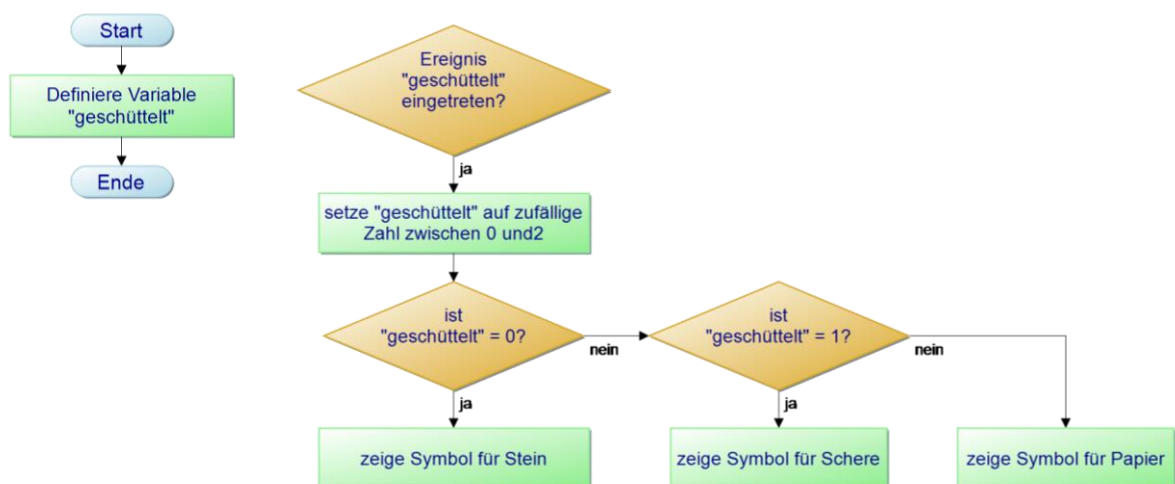 Start
Definiere Variable
"geschüttelt"
Ende
Ereignis
"geschüttelt"
eingetreten?
ja
setze "geschüttelt" auf zufällige
Zahl zwischen 0 und2
ist
"geschüttelt" = 0?
nein
ja
ist
"geschüttelt" = 1?
nein
ja
zeige Symbol für Stein
zeige Symbol für Schere
zeige Symbol für Papier